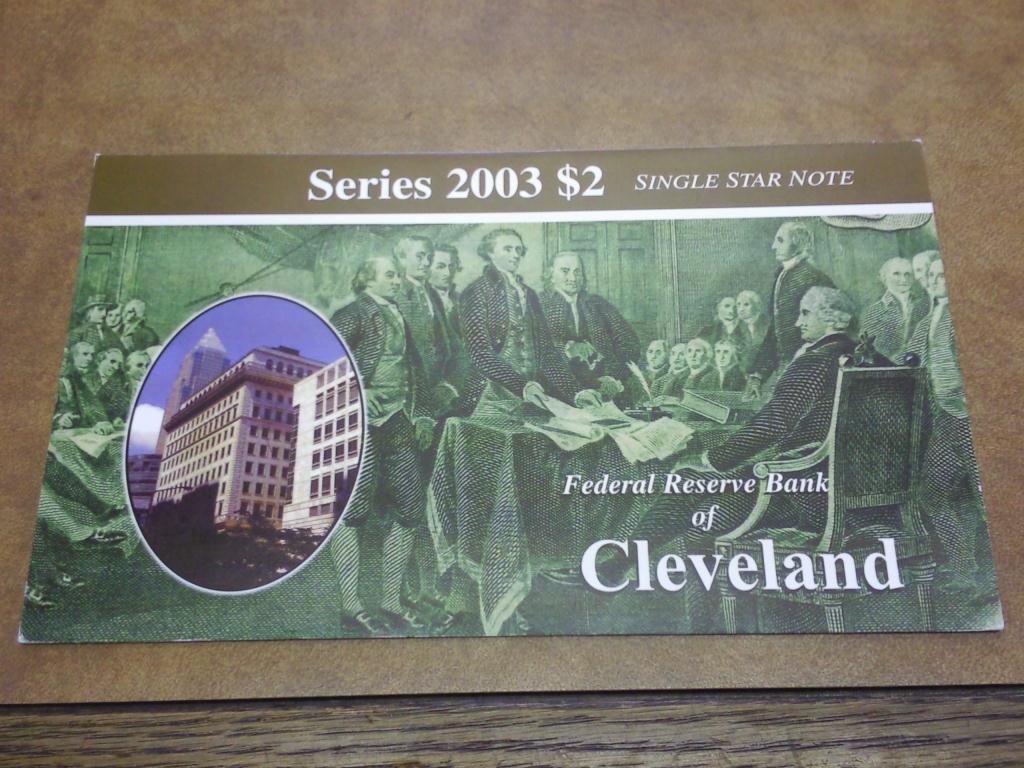 Series 2003 $2 SINGLE STAR NOTE
Federal Reserve Bank
of
Cleveland